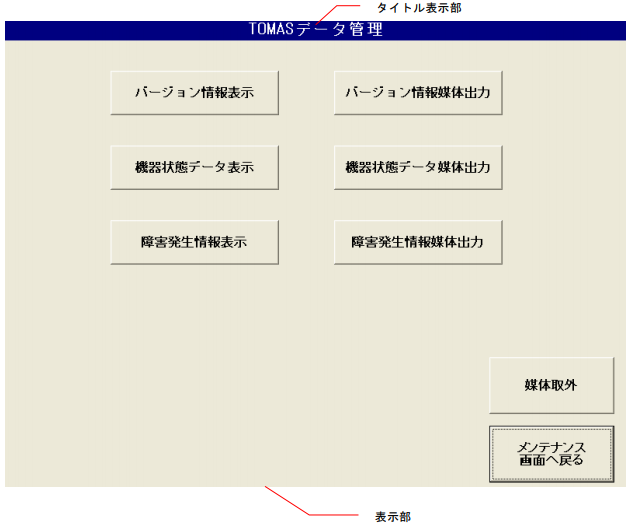 タイトル表示部
TOMASデータ管理
バージョン情報表示
バージョン情報媒体出力
機器状態データ表示
機器状態データ媒体出力
障害発生情報表示
障害発生情報媒体出力
媒体取外
メンテナンス
画面へ戻る
表示部